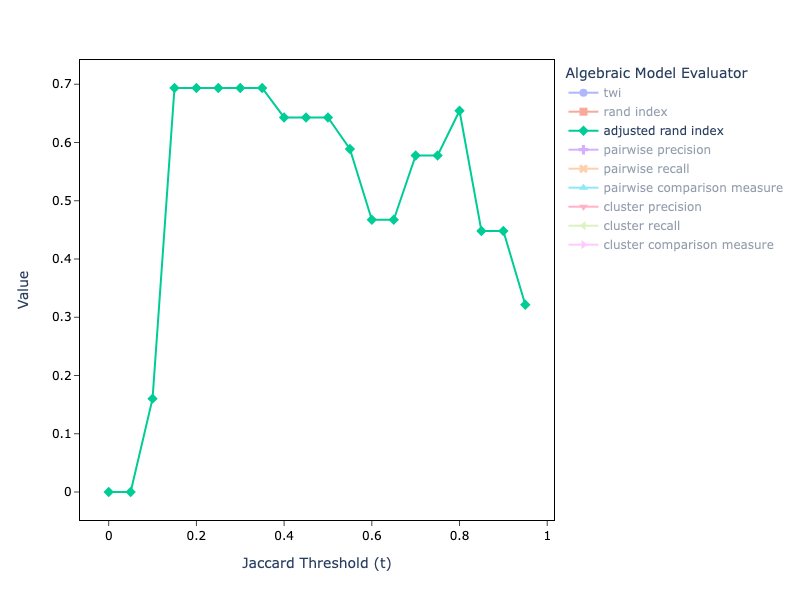 Algebraic Model Evaluator
twi
rand index
adjusted rand index
pairwise precision
pairwise recall
pairwise comparison measure
cluster precision
cluster recall
cluster comparison measure
Value
0.7
0.6
0.5
0.4
0.3
0.2
0.1
0
0 0.2 0.4 0.6 0.8 1
Jaccard Threshold (t)